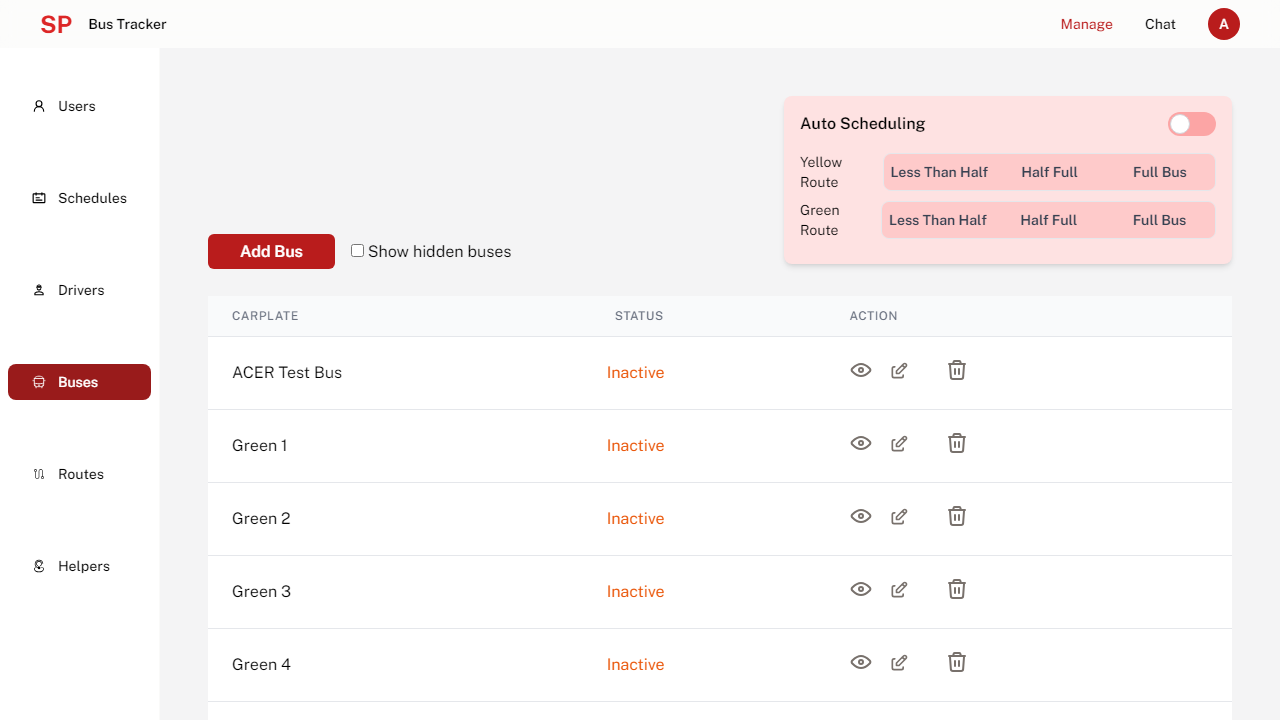 SP Bus Tracker Manage Chat A
Users
Schedules
Drivers
Buses
Routes
Helpers
Auto Scheduling
Yellow
Route
Less Than Half Half Full Full Bus
Green
Route
Less Than Half Half Full Full Bus
Add Bus Show hidden buses
CARPLATE STATUS ACTION
ACER Test Bus Inactive
Green 1 Inactive
Green 2 Inactive
Green 3 Inactive
Green 4 Inactive